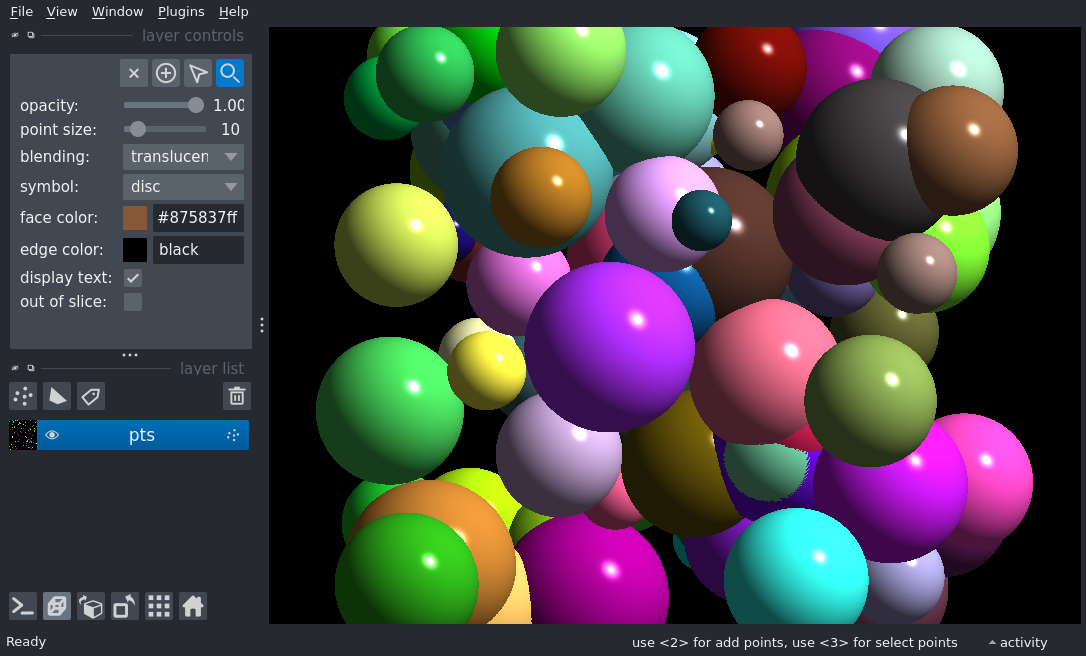 File View Window Plugins Help
layer controls
opacity: 1.00
point size: 10
blending: translucen
symbol: disc
face color: #875837ff
edge color: black
display text:
out of slice:
layer list
pts
Ready
use <2> for add points, use <3> for select points
activity